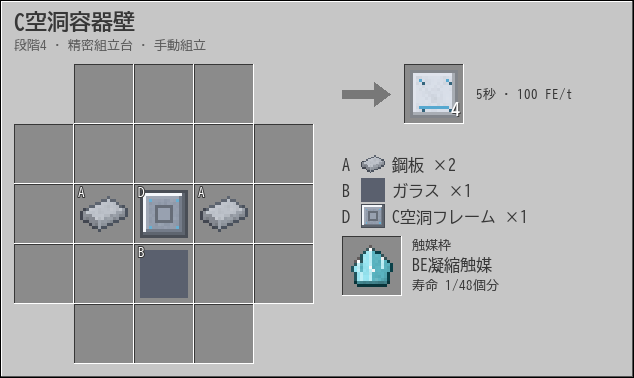 C空洞容器壁
段階4 · 精密組立台 · 手動組立
4
5秒 · 100 FE/t
A 鋼板 ×2
B ガラス ×1
D C空洞フレーム ×1
A D A
B
触媒枠
BE凝縮触媒
寿命 1/48個分